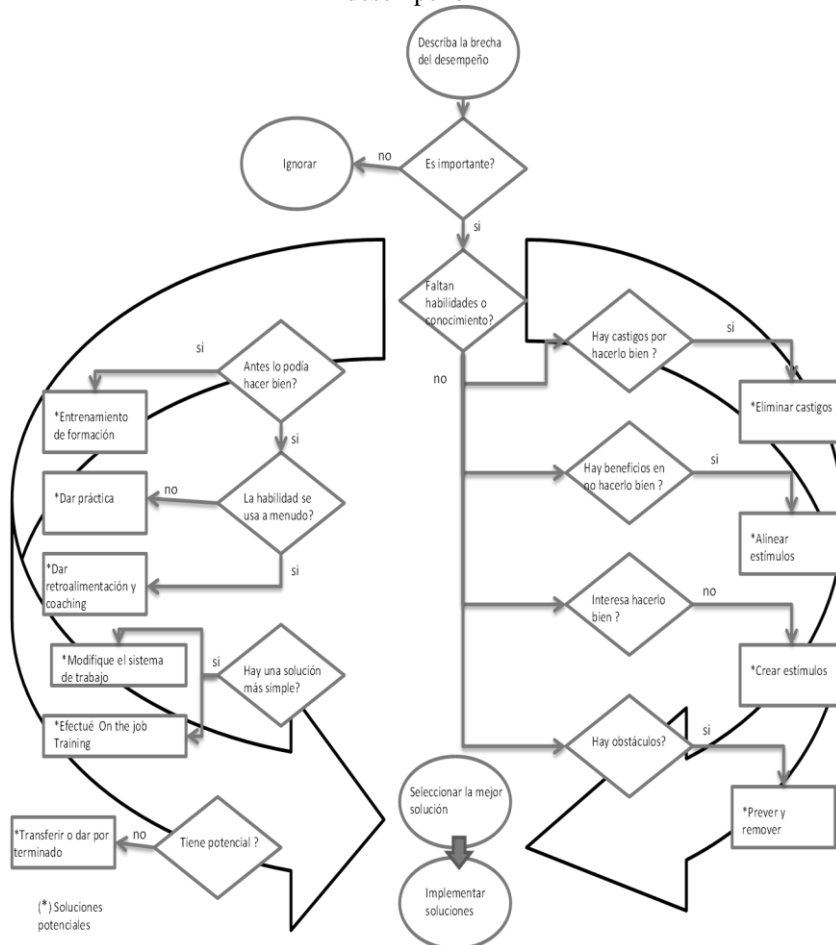 desempeño
Describa la brecha
del desempeño
Es importante?
no
Ignorar
si
Faltan
habilidades o
conocimiento?
no
Hay castigos por
hacerlo bien ?
si
*Eliminar castigos
Hay beneficios en
no hacerlo bien ?
si
*Alinear
estímulos
Interesa hacerlo
bien ?
no
*Crear estímulos
Hay obstáculos?
si
*Prever y
remover
Antes lo podía
hacer bien?
si
*Entrenamiento
de formación
si
La habilidad se
usa a menudo?
no
*Dar práctica
si
*Dar
retroalimentación y
coaching
Hay una solución
más simple?
si
*Modifique el sistema
de trabajo
*Efectué On the job
Training
Tiene potencial ?
no
*Transferir o dar por
terminado
Seleccionar la mejor
solución
Implementar
soluciones
(*) Soluciones
potenciales